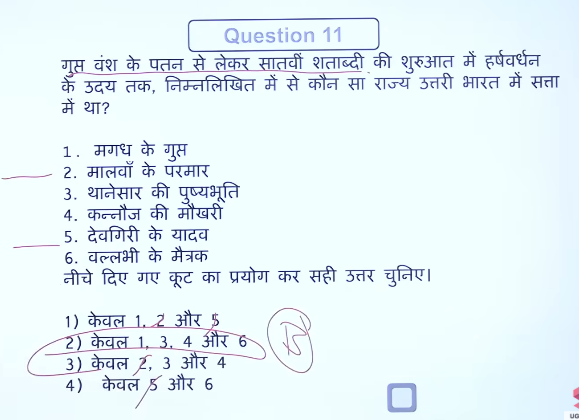 Question 11
गुप्त वंश के पतन से लेकर सातवीं शताब्दी की शुरुआत में हर्षवर्धन
के उदय तक, निम्नलिखित में से कौन सा राज्य उत्तरी भारत में सत्ता
में था?
1. मगध के गुप्त
2. मालवाँ के परमार
3. थानेसार की पुष्यभूति
4. कन्नौज की मौखरी
5. देवगिरी के यादव
6. वल्लभी के मैत्रक
नीचे दिए गए कूट का प्रयोग कर सही उत्तर चुनिए।
1) केवल 1, 2 और 5
2) केवल 1, 3, 4 और 6
3) केवल 2, 3 और 4
4) केवल 5 और 6